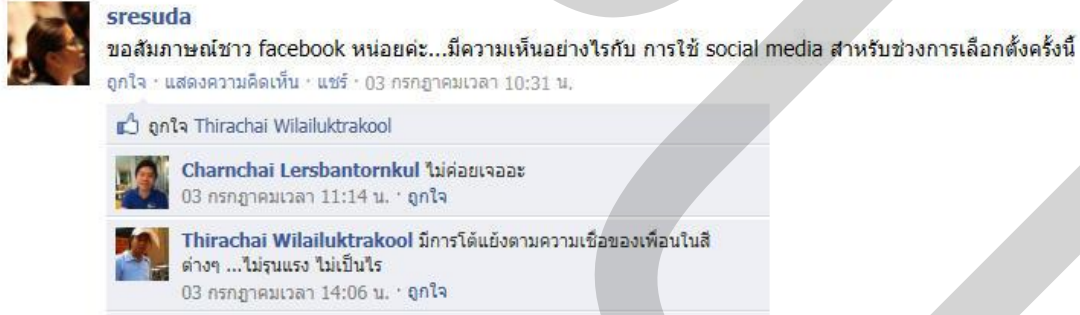 sresuda
ขอสัมภาษณ์ชาว facebook หน่อยค่ะ...มีความเห็นอย่างไรกับ การใช้ social media สำหรับช่วงการเลือกตั้งครั้งนี้
ถูกใจ · แสดงความคิดเห็น · แชร์ · 03 กรกฎาคมเวลา 10:31 น.
ถูกใจ Thirachai Wilailuktrakool
Charnchai Lersbantornkul ไม่ค่อยเจออะ
03 กรกฎาคมเวลา 11:14 น. · ถูกใจ
Thirachai Wilailuktrakool มีการโต้แย้งตามความเชื่อของเพื่อนในสี
ต่างๆ ...ไม่รุนแรง ไม่เป็นไร
03 กรกฎาคมเวลา 14:06 น. · ถูกใจ